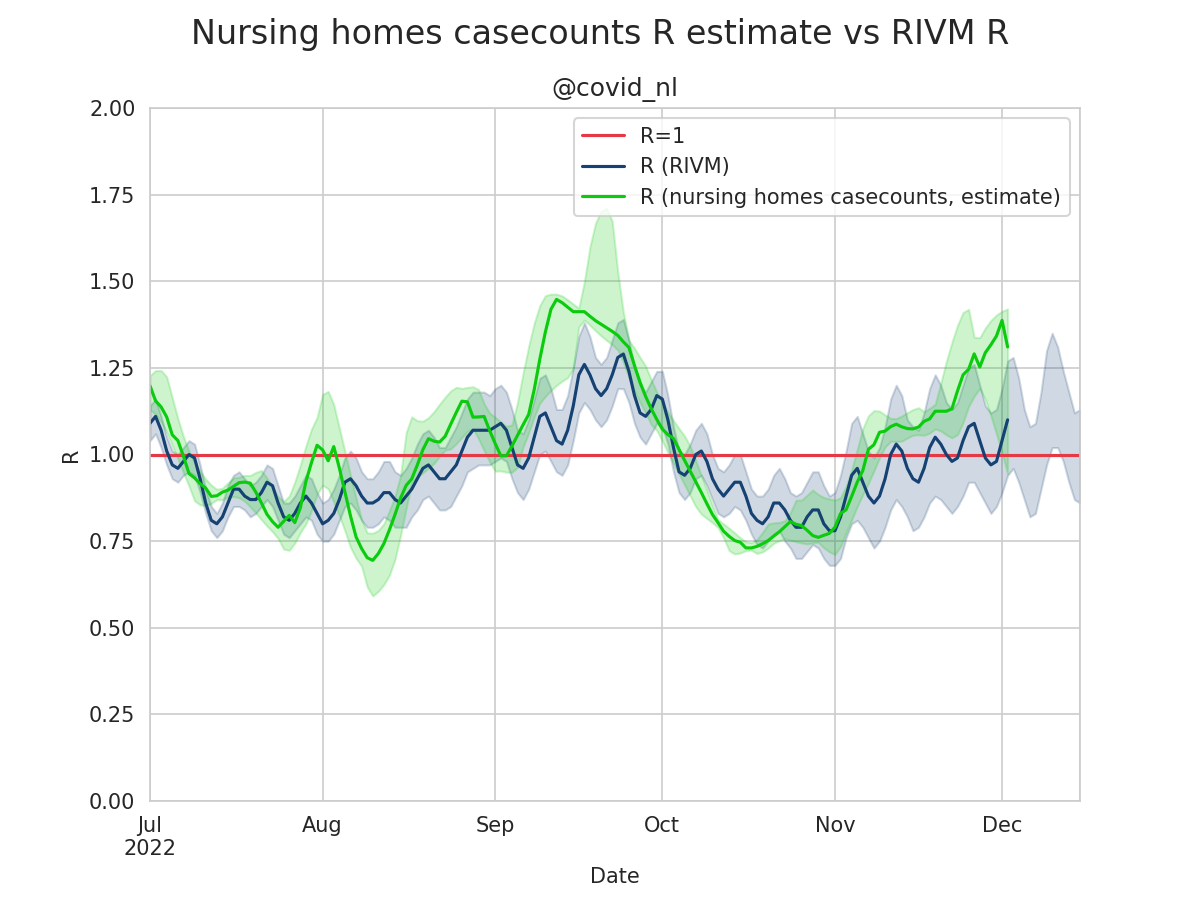 Nursing homes casecounts R estimate vs RIVM R
@covid_nl
2.00
1.75
1.50
1.25
1.00
0.75
0.50
0.25
0.00
R
R=1
R (RIVM)
R (nursing homes casecounts, estimate)
Jul Aug Sep Oct Nov Dec
2022
Date